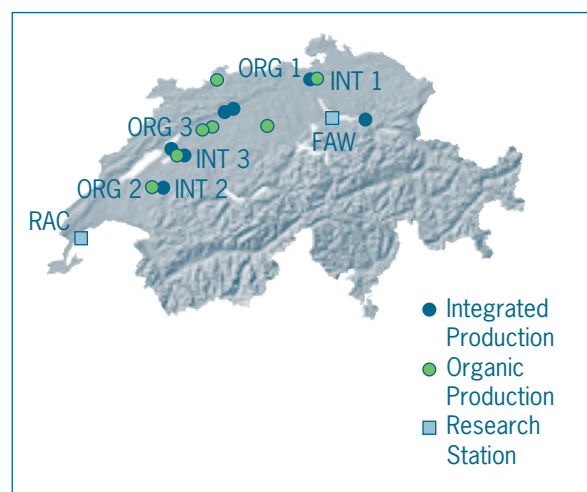 ORG 1
INT 1
ORG 3
FAW
INT 3
ORG 2
INT 2
RAC
Integrated
Production
Organic
Production
Research
Station